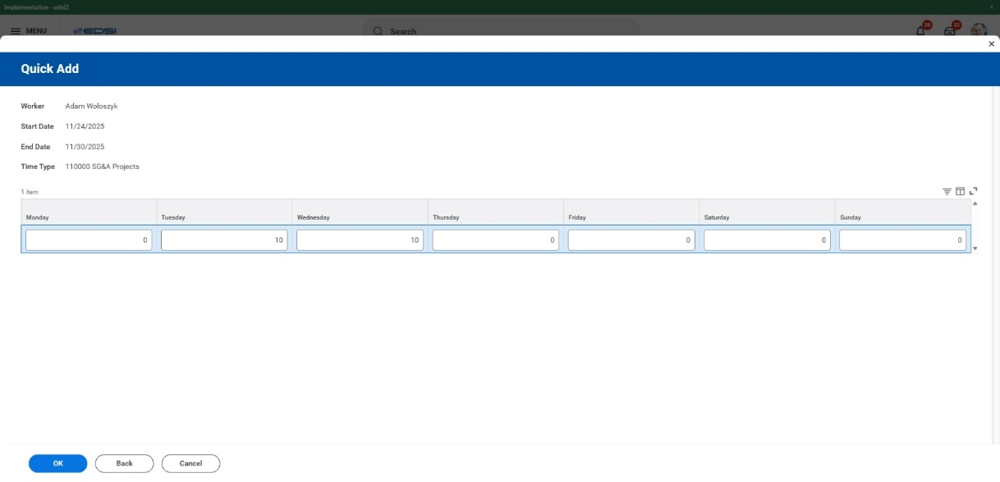 Implementation - edsi2
MENU
EDSI
Search
25
33
Quick Add
Worker Adam Woloszyk
Start Date 11/24/2025
End Date 11/30/2025
Time Type 110000 SG&A Projects
1 item
Monday Tuesday Wednesday Thursday Friday Saturday Sunday
0 10 10 0 0 0 0
OK Back Cancel